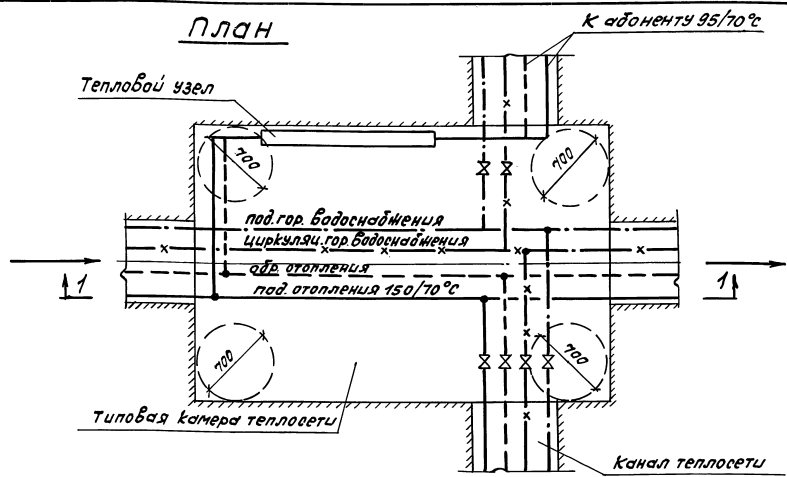 План
К абоненту 95/70°С
Тепловой узел
700
700
под. гор. водоснабжения
циркуляц. гор. водоснабжения
обр. отопления
под. отопления 150/70°С
1
1
700
700
Типовая камера теплосети
Канал теплосети